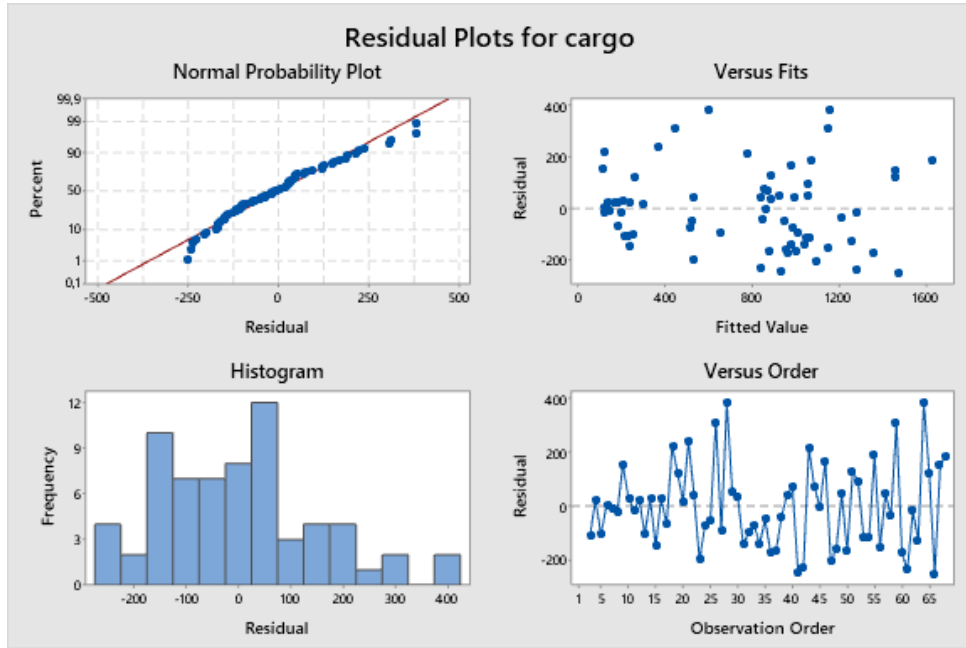 Residual Plots for cargo
Normal Probability Plot
99,9
99
90
50
10
1
0,1
Percent
-500 -250 0 250 500
Residual
Versus Fits
400
200
0
-200
Residual
0 400 800 1200 1600
Fitted Value
Histogram
12
9
6
3
0
Frequency
-200 -100 0 100 200 300 400
Residual
Versus Order
400
200
0
-200
Residual
1 5 10 15 20 25 30 35 40 45 50 55 60 65
Observation Order